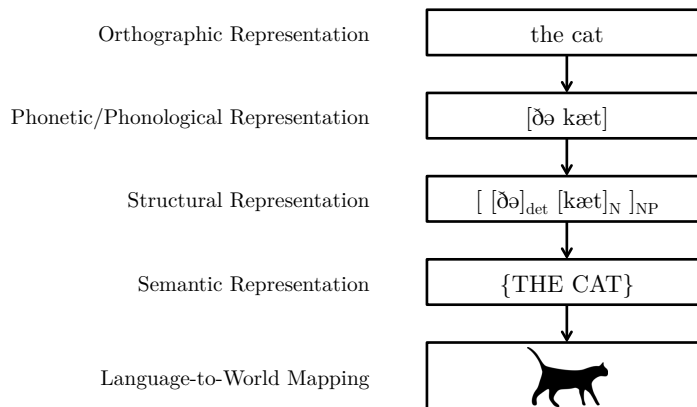 Orthographic Representation the cat
Phonetic/Phonological Representation [ðə kæt]
Structural Representation [ [ðə]det [kæt]N ]NP
Semantic Representation {THE CAT}
Language-to-World Mapping